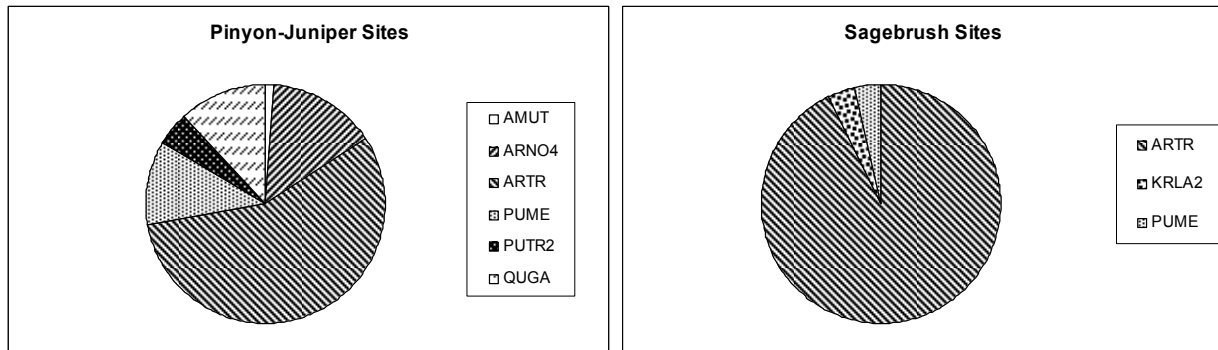 Pinyon-Juniper Sites
AMUT
ARNO4
ARTR
PUME
PUTR2
QUGA
Sagebrush Sites
ARTR
KRLA2
PUME